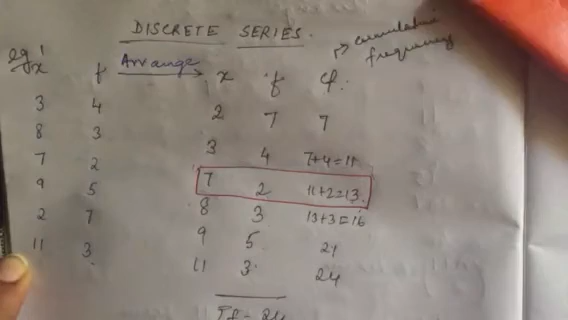 DISCRETE SERIES.
eg' Arrange → cumulative frequency
x f x f cf.
3 4 2 7 7
8 3 3 4 7+4=11
7 2 7 2 11+2=13.
9 5 8 3 13+3=16
2 7 9 5 21
11 3. 11 3. 24